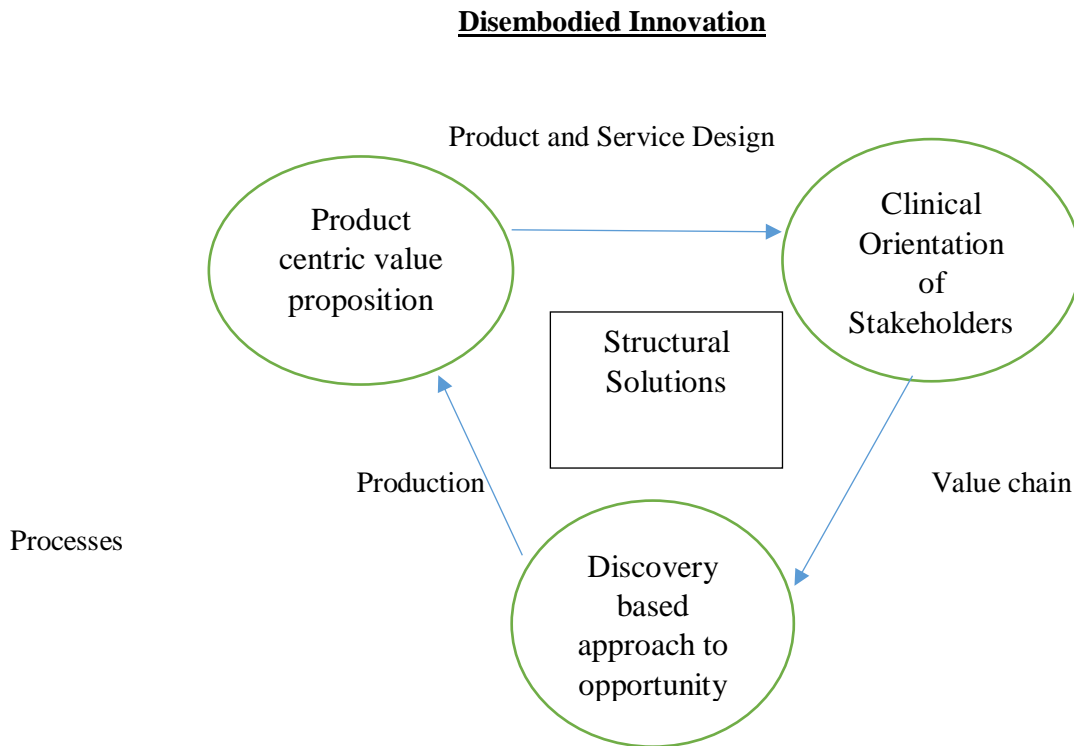 Disembodied Innovation
Product and Service Design
Product
centric value
proposition
Clinical
Orientation
of
Stakeholders
Structural
Solutions
Production
Value chain
Processes
Discovery
based
approach to
opportunity